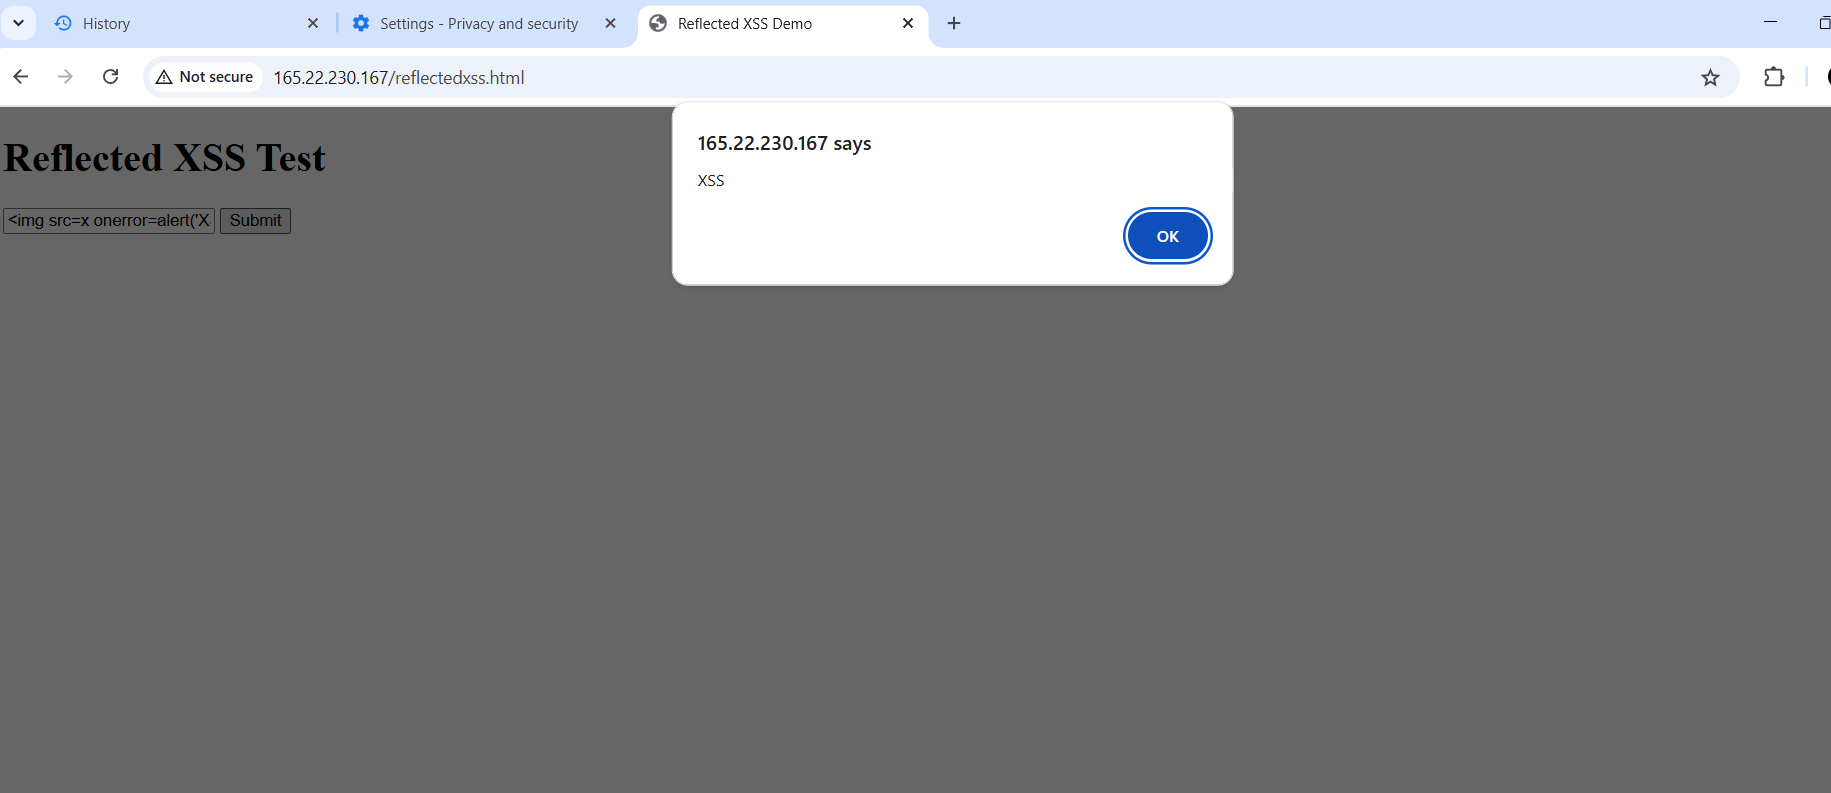 History
Settings - Privacy and security
Reflected XSS Demo
Not secure
165.22.230.167/reflectedxss.html
165.22.230.167 says
XSS
OK
Reflected XSS Test
<img src=x onerror=alert('X
Submit